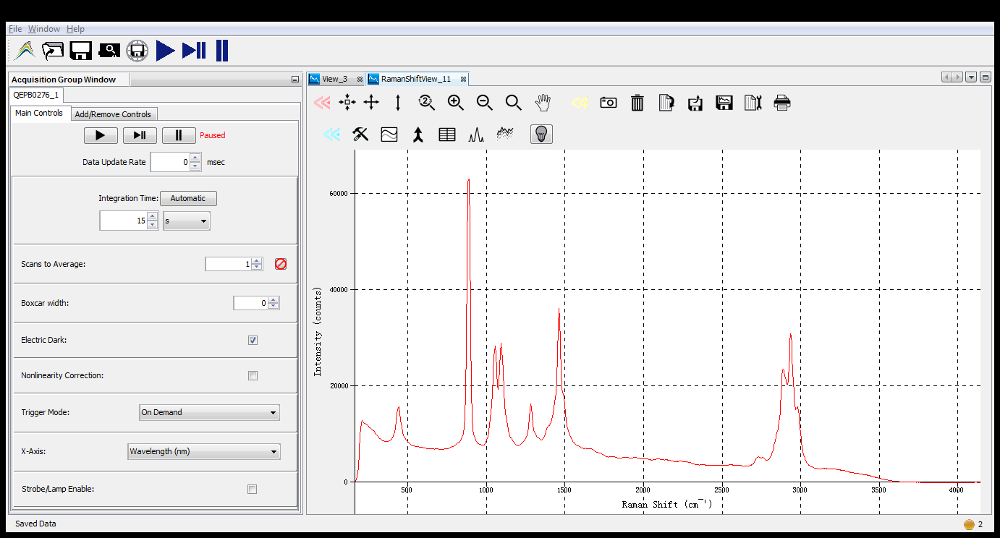 File Window Help
Acquisition Group Window
QEPB0276_1
Main Controls Add/Remove Controls
Paused
Data Update Rate 0 msec
Integration Time: Automatic
15 s
Scans to Average: 1
Boxcar width: 0
Electric Dark:
Nonlinearity Correction:
Trigger Mode: On Demand
X-Axis: Wavelength (nm)
Strobe/Lamp Enable:
Saved Data
View_3 RamanShiftView_11
2
60000
40000
20000
0
Intensity (counts)
500 1000 1500 2000 2500 3000 3500 4000
Raman Shift (cm⁻¹)
2